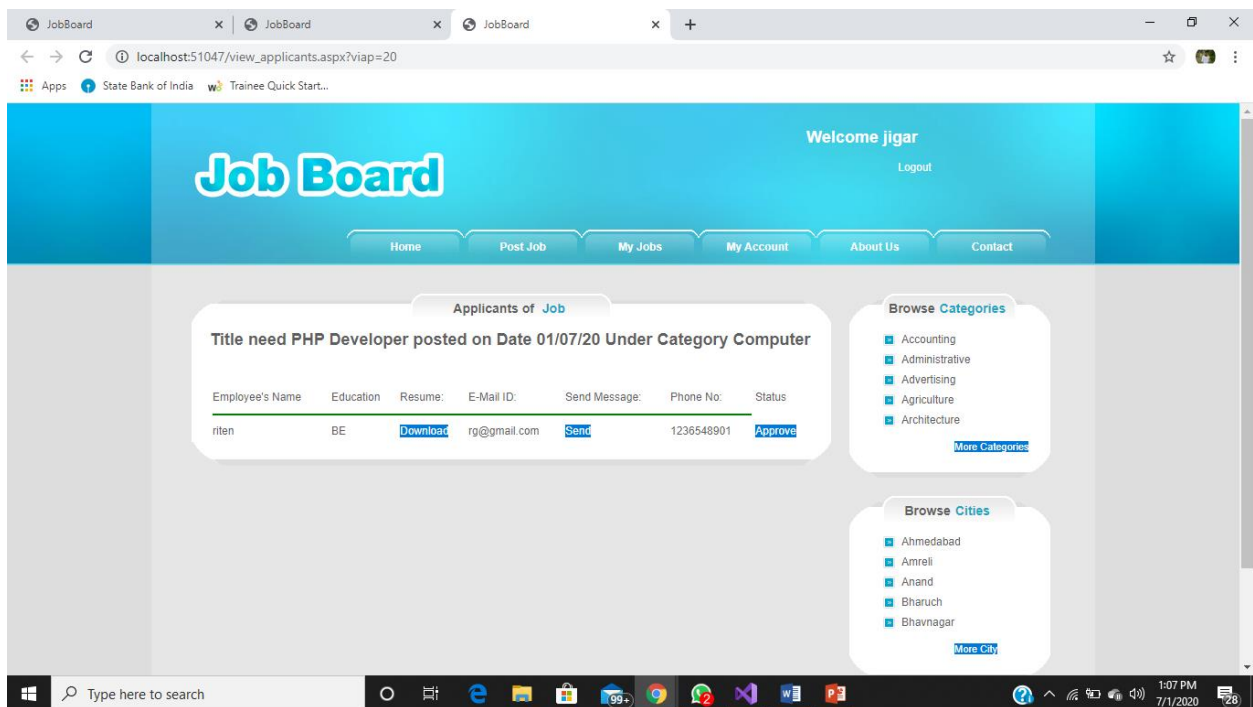 JobBoard JobBoard JobBoard
localhost:51047/view_applicants.aspx?viap=20
Apps State Bank of India Trainee Quick Start...
Welcome jigar
Logout
Job Board
Home Post Job My Jobs My Account About Us Contact
Applicants of Job
Title need PHP Developer posted on Date 01/07/20 Under Category Computer
Employee's Name Education Resume: E-Mail ID: Send Message: Phone No: Status
riten BE Download rg@gmail.com Send 1236548901 Approve
Browse Categories
Accounting
Administrative
Advertising
Agriculture
Architecture
More Categories
Browse Cities
Ahmedabad
Amreli
Anand
Bharuch
Bhavnagar
More City
Type here to search
99+
2
1:07 PM
7/1/2020
28